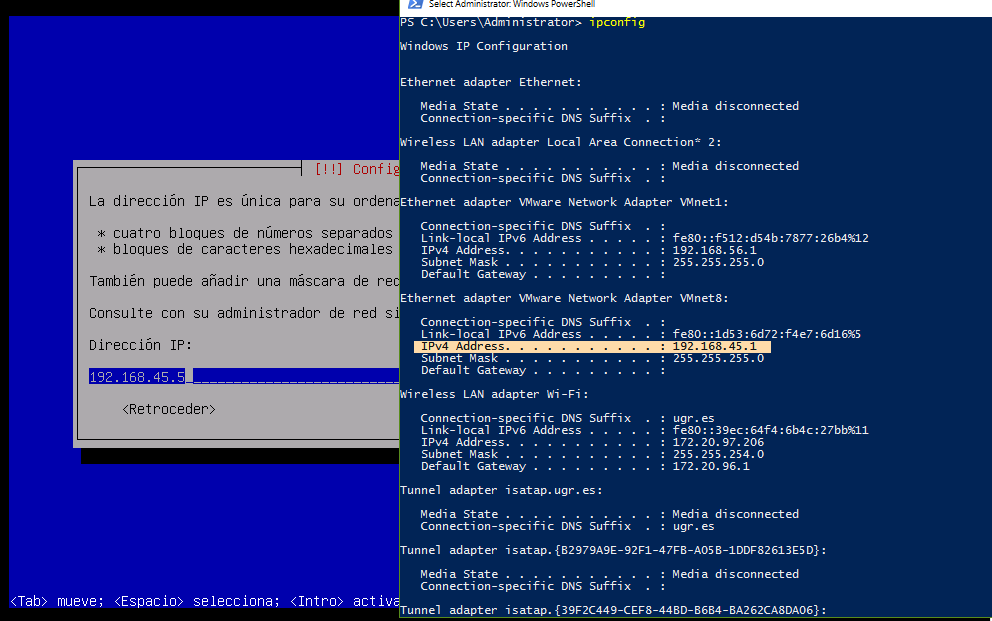 [!!] Config
La dirección IP es única para su ordena
* cuatro bloques de números separados
* bloques de caracteres hexadecimales
También puede añadir una máscara de red
Consulte con su administrador de red si
Dirección IP:
192.168.45.5
<Retroceder>
<Tab> mueve; <Espacio> selecciona; <Intro> activa
Select Administrator: Windows PowerShell
PS C:\Users\Administrator> ipconfig
Windows IP Configuration
Ethernet adapter Ethernet:
Media State . . . . . . . . . . . : Media disconnected
Connection-specific DNS Suffix  . :
Wireless LAN adapter Local Area Connection* 2:
Media State . . . . . . . . . . . : Media disconnected
Connection-specific DNS Suffix  . :
Ethernet adapter VMware Network Adapter VMnet1:
Connection-specific DNS Suffix  . :
Link-local IPv6 Address . . . . . : fe80::f512:d54b:7877:26b4%12
IPv4 Address. . . . . . . . . . . : 192.168.56.1
Subnet Mask . . . . . . . . . . . : 255.255.255.0
Default Gateway . . . . . . . . . :
Ethernet adapter VMware Network Adapter VMnet8:
Connection-specific DNS Suffix  . :
Link-local IPv6 Address . . . . . : fe80::1d53:6d72:f4e7:6d16%5
IPv4 Address. . . . . . . . . . . : 192.168.45.1
Subnet Mask . . . . . . . . . . . : 255.255.255.0
Default Gateway . . . . . . . . . :
Wireless LAN adapter Wi-Fi:
Connection-specific DNS Suffix  . : ugr.es
Link-local IPv6 Address . . . . . : fe80::39ec:64f4:6b4c:27bb%11
IPv4 Address. . . . . . . . . . . : 172.20.97.206
Subnet Mask . . . . . . . . . . . : 255.255.254.0
Default Gateway . . . . . . . . . : 172.20.96.1
Tunnel adapter isatap.ugr.es:
Media State . . . . . . . . . . . : Media disconnected
Connection-specific DNS Suffix  . : ugr.es
Tunnel adapter isatap.{B2979A9E-92F1-47FB-A05B-1DDF82613E5D}:
Media State . . . . . . . . . . . : Media disconnected
Connection-specific DNS Suffix  . :
Tunnel adapter isatap.{39F2C449-CEF8-44BD-B6B4-BA262CA8DA06}: